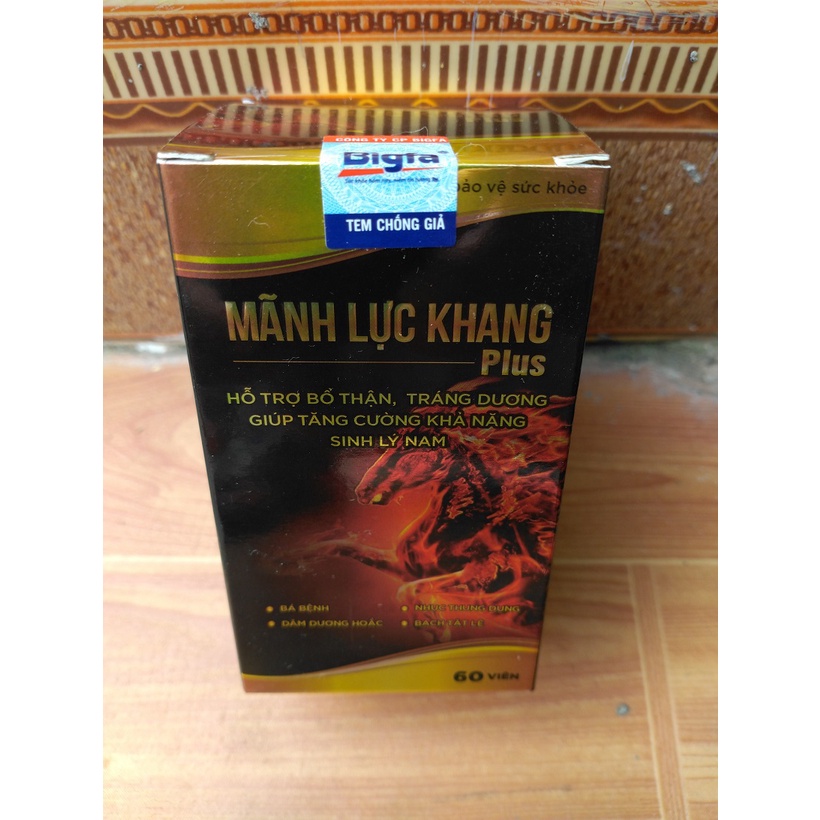 CÔNG TY CP BIGFA
Bigfa
bảo vệ sức khỏe
TEM CHỐNG GIẢ
MÃNH LỰC KHANG
Plus
HỖ TRỢ BỔ THẬN, TRÁNG DƯƠNG
GIÚP TĂNG CƯỜNG KHẢ NĂNG
SINH LÝ NAM
BÁ BỆNH
NHỤC THUNG DUNG
DÂM DƯƠNG HOẮC
BẠCH TẬT LÊ
60 VIÊN